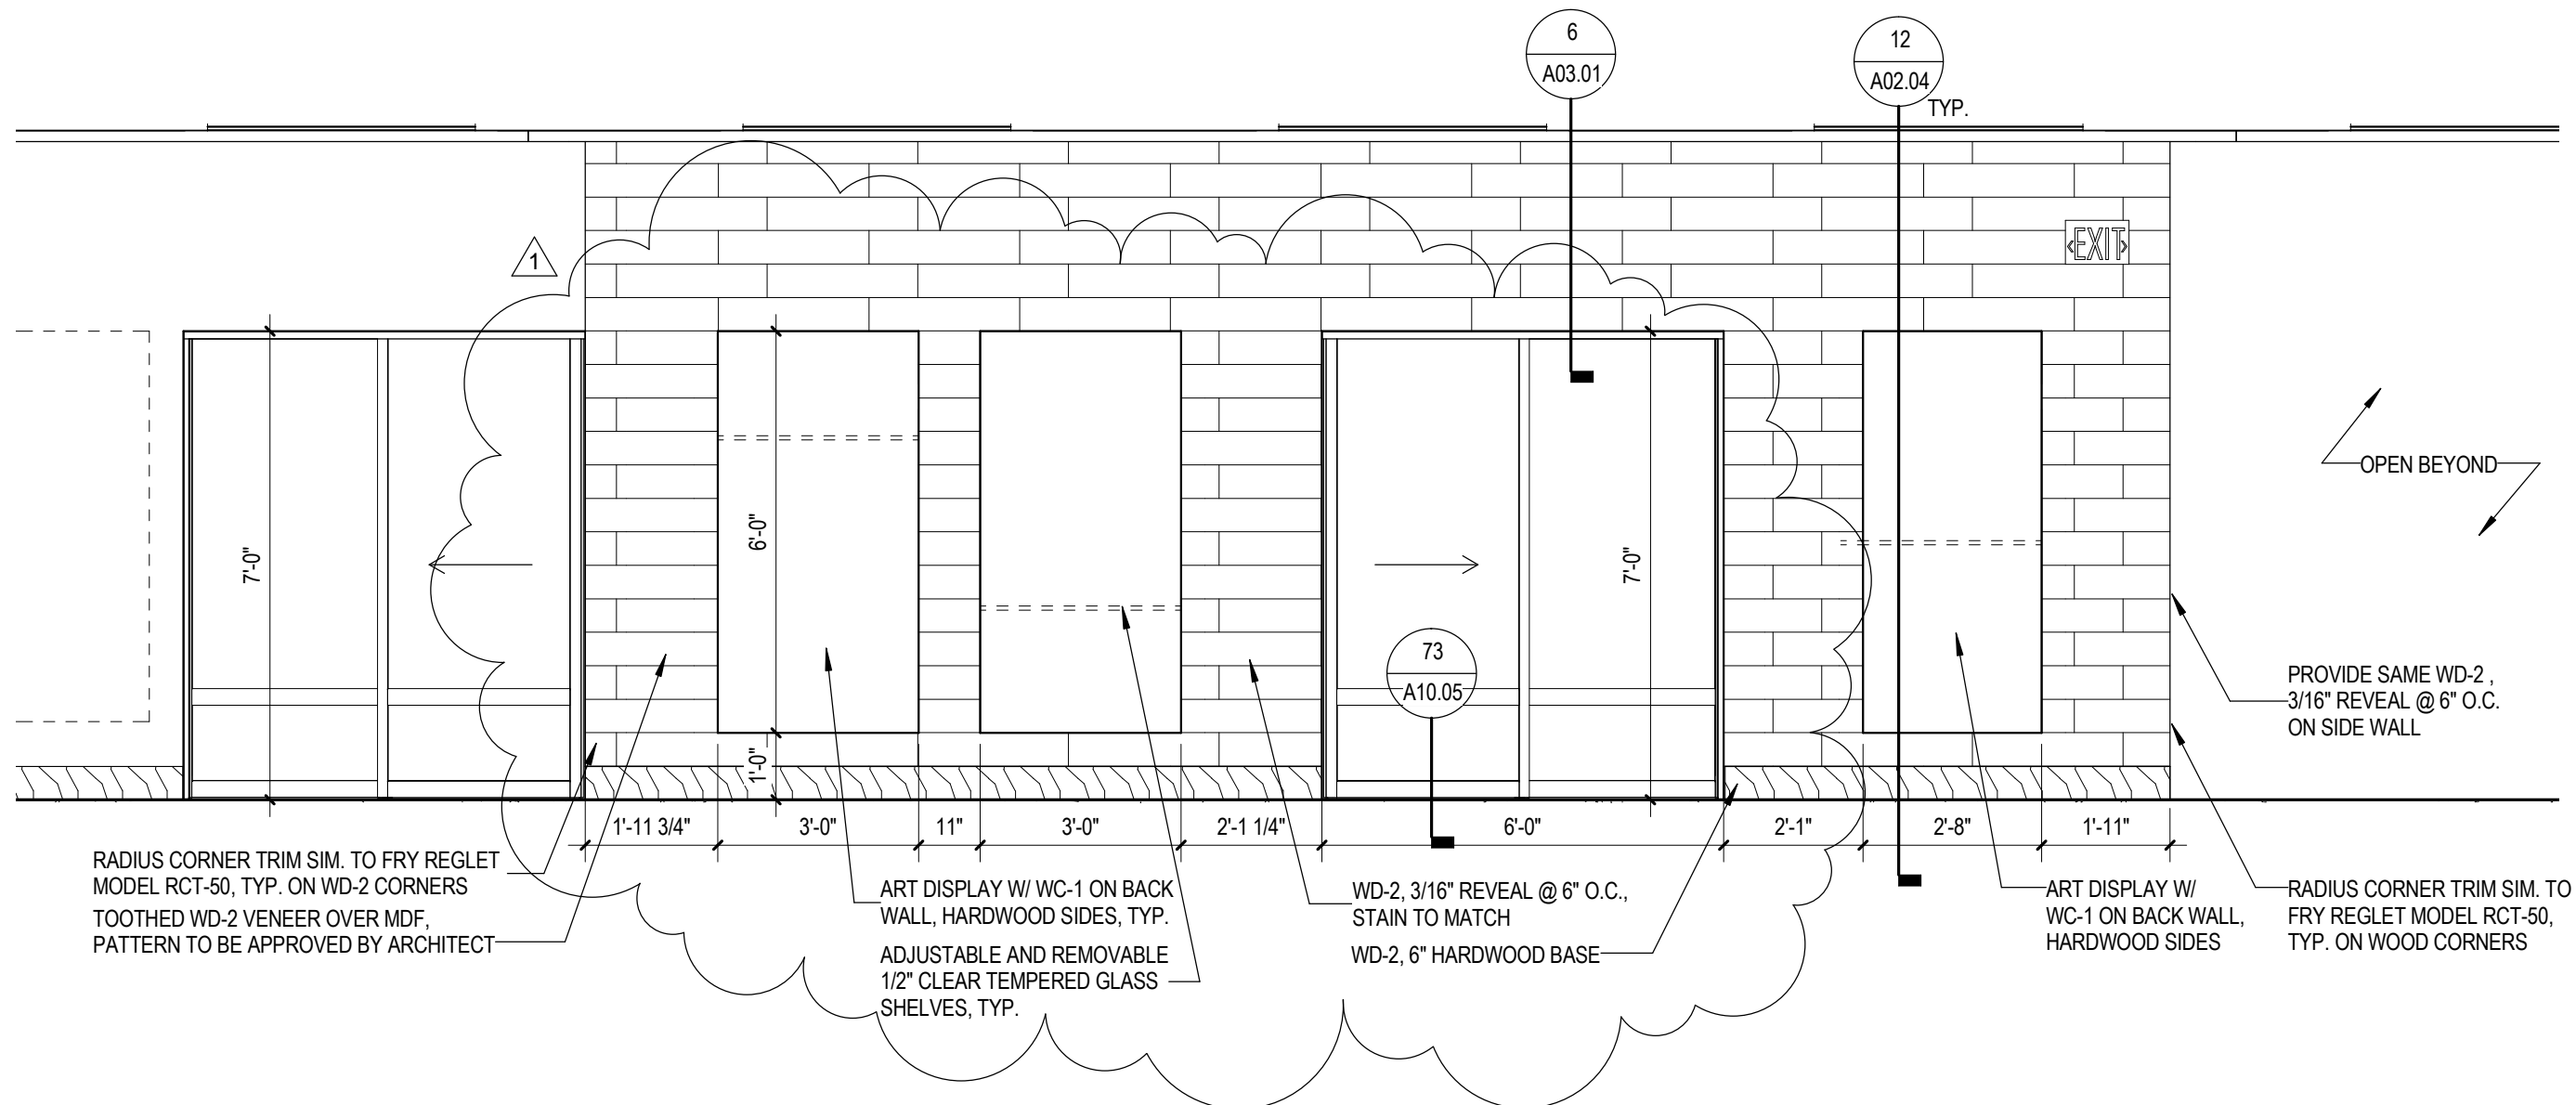 6
A03.01
12
A02.04
TYP.
EXIT
1
7'-0"
6'-0"
1'-0"
7'-0"
OPEN BEYOND
73
A10.05
PROVIDE SAME WD-2 ,
3/16" REVEAL @ 6" O.C.
ON SIDE WALL
1'-11 3/4"
3'-0"
11"
3'-0"
2'-1 1/4"
6'-0"
2'-1"
2'-8"
1'-11"
RADIUS CORNER TRIM SIM. TO FRY REGLET
MODEL RCT-50, TYP. ON WD-2 CORNERS
TOOTHED WD-2 VENEER OVER MDF,
PATTERN TO BE APPROVED BY ARCHITECT
ART DISPLAY W/ WC-1 ON BACK
WALL, HARDWOOD SIDES, TYP.
ADJUSTABLE AND REMOVABLE
1/2" CLEAR TEMPERED GLASS
SHELVES, TYP.
WD-2, 3/16" REVEAL @ 6" O.C.,
STAIN TO MATCH
WD-2, 6" HARDWOOD BASE
ART DISPLAY W/
WC-1 ON BACK WALL,
HARDWOOD SIDES
RADIUS CORNER TRIM SIM. TO
FRY REGLET MODEL RCT-50,
TYP. ON WOOD CORNERS